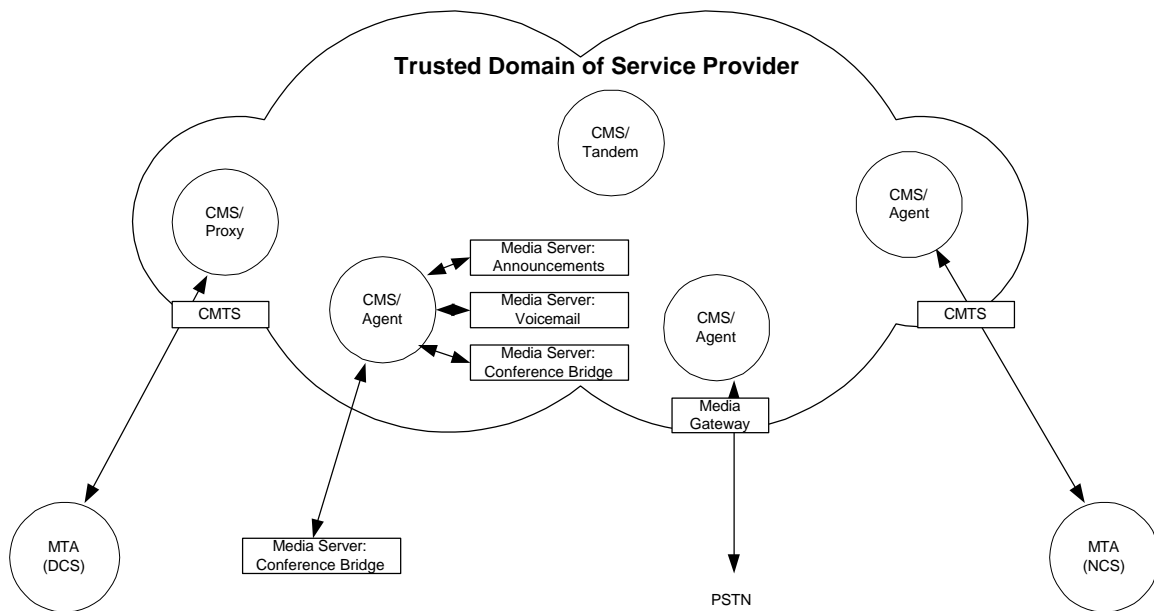 Trusted Domain of Service Provider
CMS/
Tandem
CMS/
Proxy
CMS/
Agent
Media Server:
Announcements
CMS/
Agent
Media Server:
Voicemail
Media Server:
Conference Bridge
CMS/
Agent
CMTS
CMTS
Media
Gateway
MTA
(DCS)
Media Server:
Conference Bridge
PSTN
MTA
(NCS)